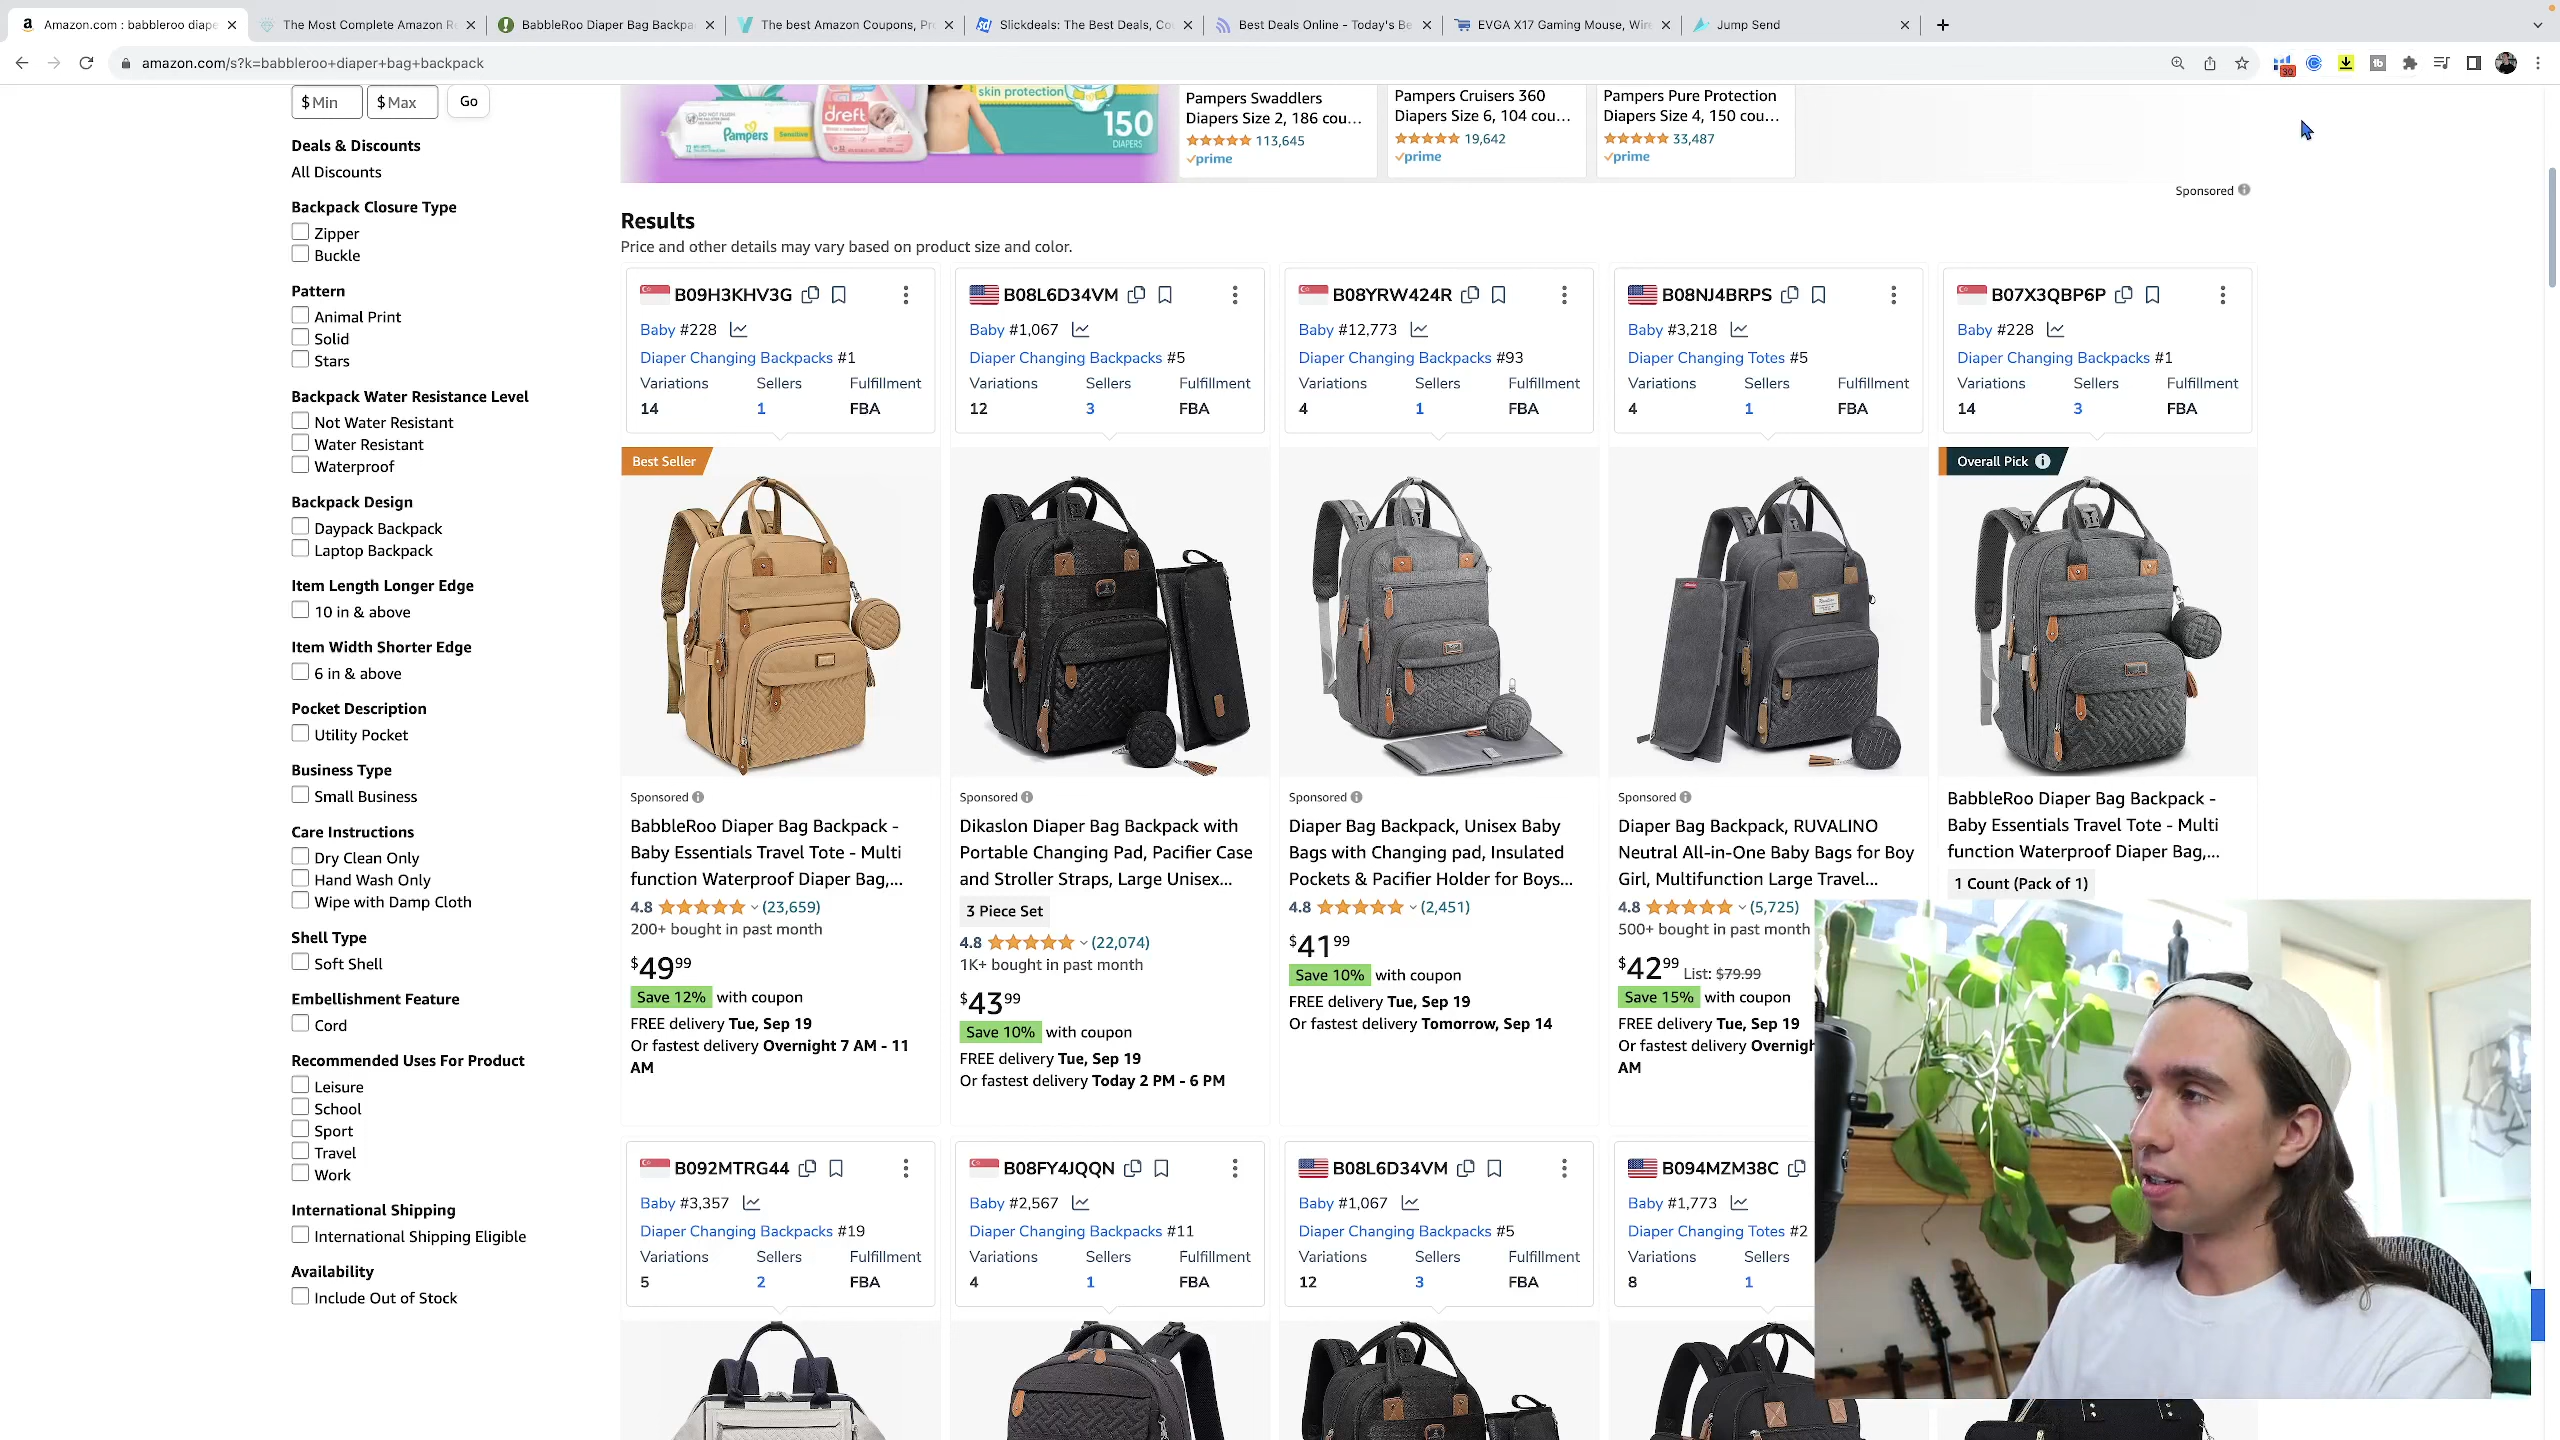 Amazon.com : babbleroo diape
The Most Complete Amazon R
BabbleRoo Diaper Bag Backpa
The best Amazon Coupons, Pr
Slickdeals: The Best Deals, Co
Best Deals Online - Today's Be
EVGA X17 Gaming Mouse, Wir
Jump Send
amazon.com/s?k=babbleroo+diaper+bag+backpack
30
$ Min $ Max Go
Deals & Discounts
All Discounts
Backpack Closure Type
Zipper
Buckle
Pattern
Animal Print
Solid
Stars
Backpack Water Resistance Level
Not Water Resistant
Water Resistant
Waterproof
Backpack Design
Daypack Backpack
Laptop Backpack
Item Length Longer Edge
10 in & above
Item Width Shorter Edge
6 in & above
Pocket Description
Utility Pocket
Business Type
Small Business
Care Instructions
Dry Clean Only
Hand Wash Only
Wipe with Damp Cloth
Shell Type
Soft Shell
Embellishment Feature
Cord
Recommended Uses For Product
Leisure
School
Sport
Travel
Work
International Shipping
International Shipping Eligible
Availability
Include Out of Stock
Pampers
Sensitive
dreft
skin protection
150
DIAPERS
Pampers Swaddlers
Diapers Size 2, 186 cou...
113,645
prime
Pampers Cruisers 360
Diapers Size 6, 104 cou...
19,642
prime
Pampers Pure Protection
Diapers Size 4, 150 cou...
33,487
prime
Sponsored
Results
Price and other details may vary based on product size and color.
B09H3KHV3G
Baby #228
Diaper Changing Backpacks #1
Variations Sellers Fulfillment
14 1 FBA
B08L6D34VM
Baby #1,067
Diaper Changing Backpacks #5
Variations Sellers Fulfillment
12 3 FBA
B08YRW424R
Baby #12,773
Diaper Changing Backpacks #93
Variations Sellers Fulfillment
4 1 FBA
B08NJ4BRPS
Baby #3,218
Diaper Changing Totes #5
Variations Sellers Fulfillment
4 1 FBA
B07X3QBP6P
Baby #228
Diaper Changing Backpacks #1
Variations Sellers Fulfillment
14 3 FBA
Best Seller
Sponsored
BabbleRoo Diaper Bag Backpack -
Baby Essentials Travel Tote - Multi
function Waterproof Diaper Bag,...
4.8 (23,659)
200+ bought in past month
$49 99
Save 12% with coupon
FREE delivery Tue, Sep 19
Or fastest delivery Overnight 7 AM - 11
AM
Sponsored
Dikaslon Diaper Bag Backpack with
Portable Changing Pad, Pacifier Case
and Stroller Straps, Large Unisex...
3 Piece Set
4.8 (22,074)
1K+ bought in past month
$43 99
Save 10% with coupon
FREE delivery Tue, Sep 19
Or fastest delivery Today 2 PM - 6 PM
Sponsored
Diaper Bag Backpack, Unisex Baby
Bags with Changing pad, Insulated
Pockets & Pacifier Holder for Boys...
4.8 (2,451)
$41 99
Save 10% with coupon
FREE delivery Tue, Sep 19
Or fastest delivery Tomorrow, Sep 14
Sponsored
Diaper Bag Backpack, RUVALINO
Neutral All-in-One Baby Bags for Boy
Girl, Multifunction Large Travel...
4.8 (5,725)
500+ bought in past month
$42 99 List: $79.99
Save 15% with coupon
FREE delivery Tue, Sep 19
Or fastest delivery Overnigh
AM
Overall Pick
BabbleRoo Diaper Bag Backpack -
Baby Essentials Travel Tote - Multi
function Waterproof Diaper Bag,...
1 Count (Pack of 1)
B092MTRG44
Baby #3,357
Diaper Changing Backpacks #19
Variations Sellers Fulfillment
5 2 FBA
B08FY4JQQN
Baby #2,567
Diaper Changing Backpacks #11
Variations Sellers Fulfillment
4 1 FBA
B08L6D34VM
Baby #1,067
Diaper Changing Backpacks #5
Variations Sellers Fulfillment
12 3 FBA
B094MZM38C
Baby #1,773
Diaper Changing Totes #2
Variations Sellers
8 1